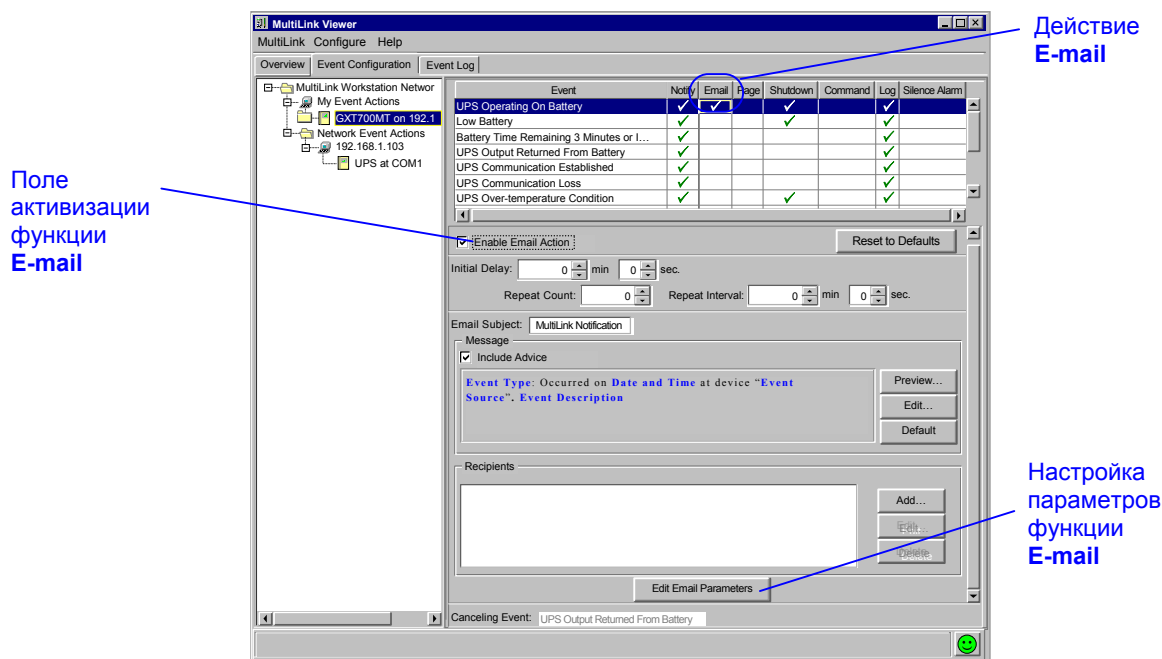 MultiLink Viewer
MultiLink Configure Help
Overview Event Configuration Event Log
MultiLink Workstation Networ
My Event Actions
GXT700MT on 192.1
Network Event Actions
192.168.1.103
UPS at COM1
Event Notify Email Page Shutdown Command Log Silence Alarm
UPS Operating On Battery
Low Battery
Battery Time Remaining 3 Minutes or l...
UPS Output Returned From Battery
UPS Communication Established
UPS Communication Loss
UPS Over-temperature Condition
Enable Email Action Reset to Defaults
Initial Delay: 0 min 0 sec.
Repeat Count: 0 Repeat Interval: 0 min 0 sec.
Email Subject: MultiLink Notification
Message
Include Advice
Event Type: Occurred on Date and Time at device “Event
Source”. Event Description
Preview...
Edit...
Default
Recipients
Add...
Edit...
Delete
Edit Email Parameters
Canceling Event: UPS Output Returned From Battery
Действие
E-mail
Поле
активизации
функции
E-mail
Настройка
параметров
функции
E-mail